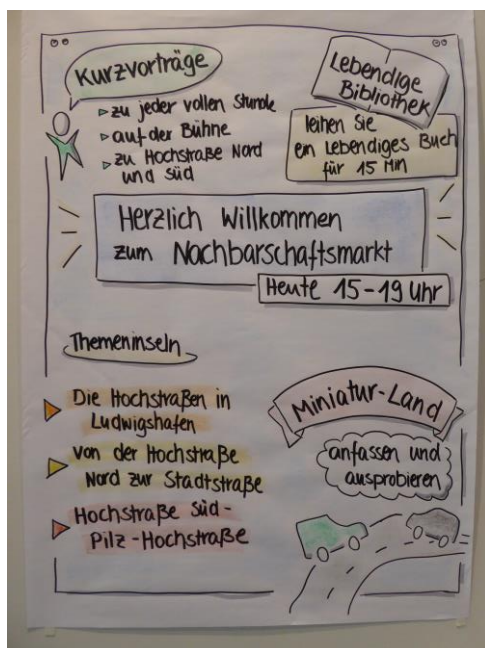 Kurzvorträge
zu jeder vollen Stunde
auf der Bühne
zu Hochstraße Nord
und Süd
Lebendige
Bibliothek
leihen Sie
ein Lebendiges Buch
für 15 Min
Herzlich Willkommen
zum Nachbarschaftsmarkt
Heute 15-19 Uhr
Themeninseln
Die Hochstraßen in
Ludwigshafen
von der Hochstraße
Nord zur Stadtstraße
Hochstraße Süd -
Pilz-Hochstraße
Miniatur-Land
anfassen und
ausprobieren